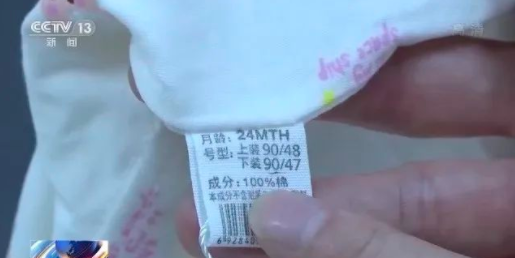 CCTV 13
新闻
space ship
月龄: 24MTH
号型: 上装 90/48
下装 90/47
成分: 100%棉